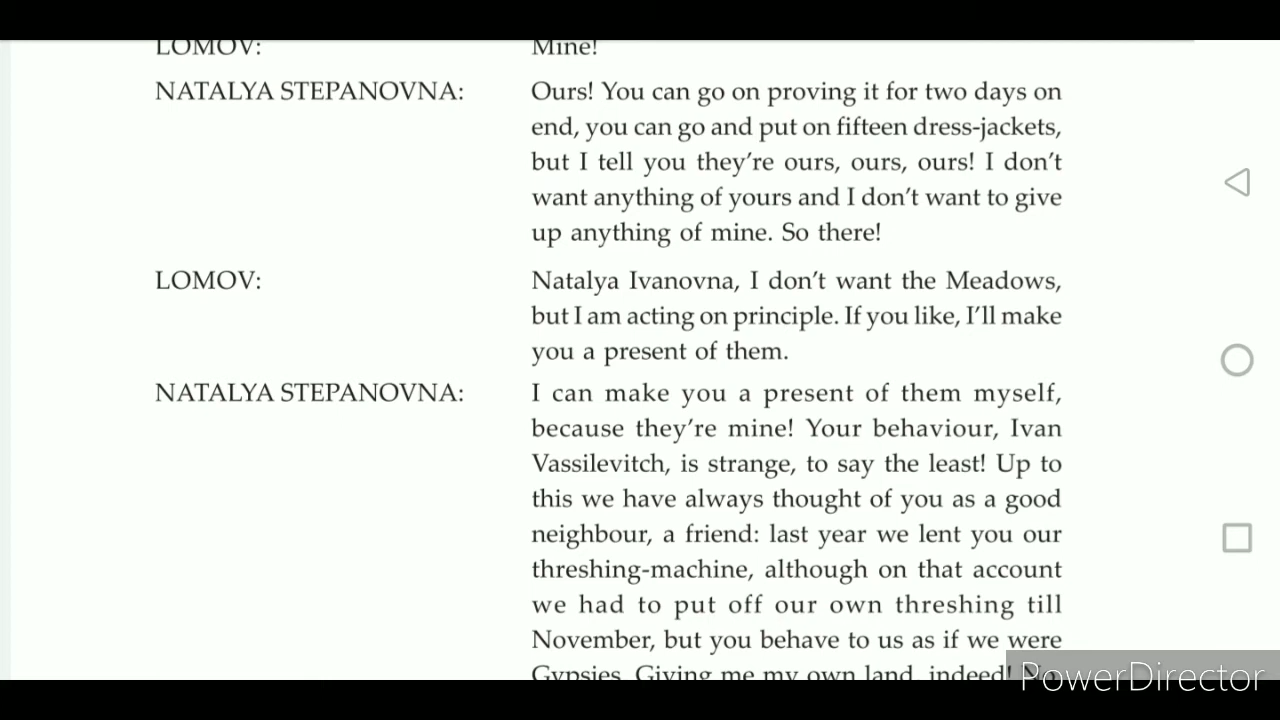 LOMOV: Mine!
NATALYA STEPANOVNA: Ours! You can go on proving it for two days on
end, you can go and put on fifteen dress-jackets,
but I tell you they're ours, ours, ours! I don't
want anything of yours and I don't want to give
up anything of mine. So there!
LOMOV: Natalya Ivanovna, I don't want the Meadows,
but I am acting on principle. If you like, I'll make
you a present of them.
NATALYA STEPANOVNA: I can make you a present of them myself,
because they're mine! Your behaviour, Ivan
Vassilevitch, is strange, to say the least! Up to
this we have always thought of you as a good
neighbour, a friend: last year we lent you our
threshing-machine, although on that account
we had to put off our own threshing till
November, but you behave to us as if we were
Gypsies. Giving me my own land, indeed!
PowerDirector